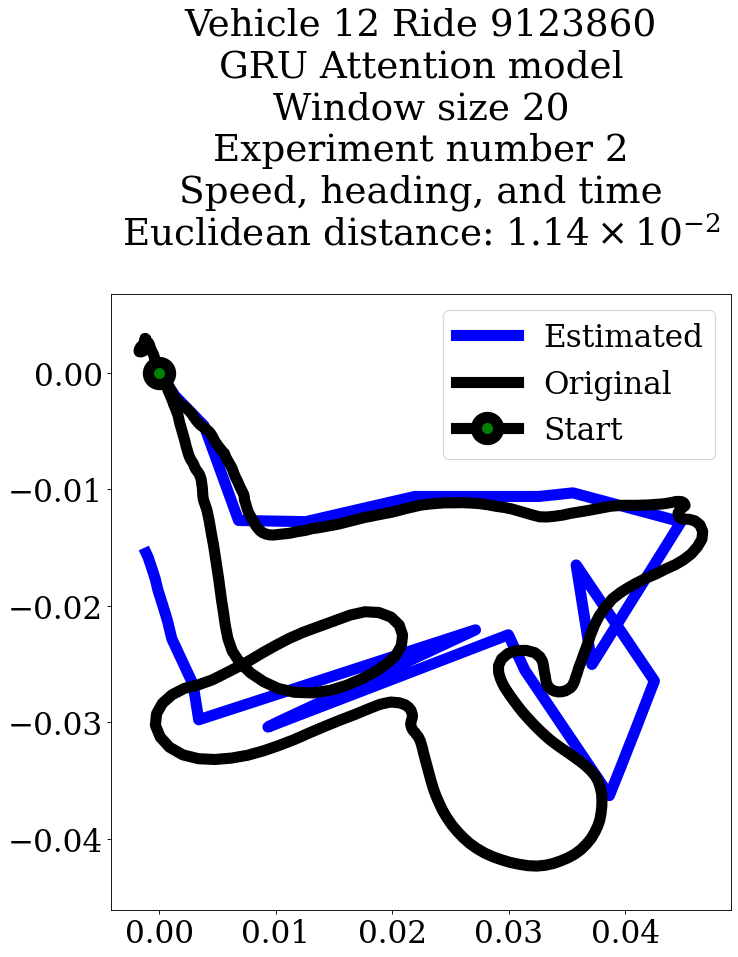 Vehicle 12 Ride 9123860
GRU Attention model
Window size 20
Experiment number 2
Speed, heading, and time
Euclidean distance: 1.14 × 10⁻²
Estimated
Original
Start
0.00
−0.01
−0.02
−0.03
−0.04
0.00 0.01 0.02 0.03 0.04